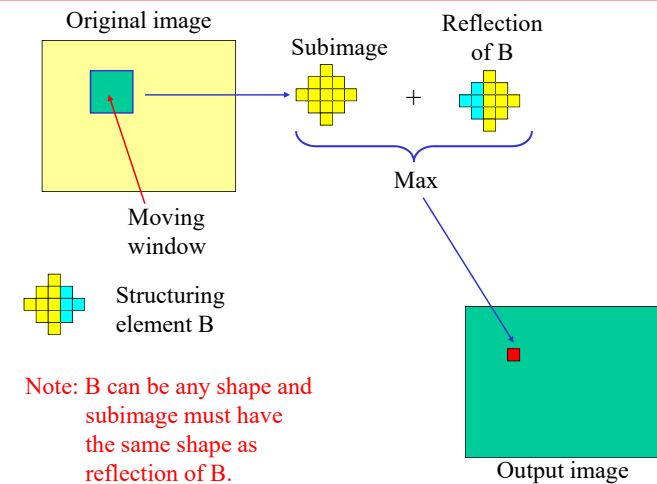 Original image
Subimage
Reflection
of B
+
Max
Moving
window
Structuring
element B
Note: B can be any shape and
subimage must have
the same shape as
reflection of B.
Output image